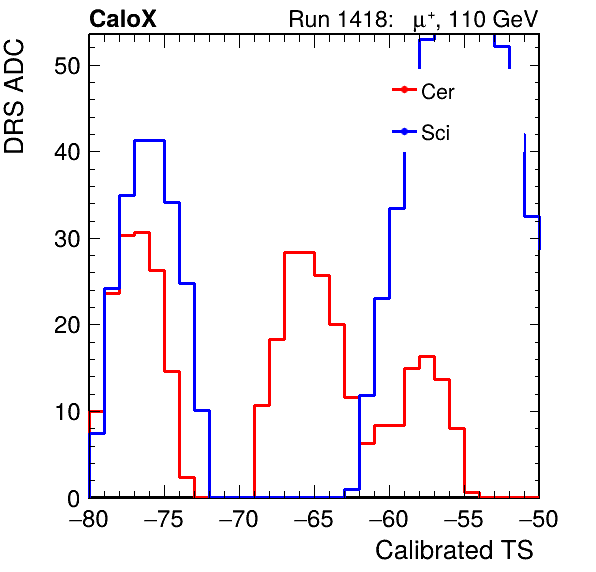 CaloX Run 1418: μ⁺, 110 GeV
DRS ADC
50
40
30
20
10
0
Cer
Sci
−80 −75 −70 −65 −60 −55 −50
Calibrated TS